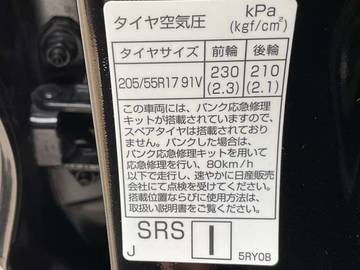 タイヤ空気圧 kPa
(kgf/cm²)
タイヤサイズ 前輪 後輪
205/55R17 91V 230 210
(2.3) (2.1)
この車両には、パンク応急修理
キットが搭載されていますので、
スペアタイヤは搭載されており
ません。パンクした場合は、
パンク応急修理キットを用いて
応急修理を行い、80km/h
以下で走行し、速やかに日産販売
会社にて点検を受けてください。
搭載位置ならびに使用方法は、
取扱い説明書をご覧ください。
SRS I
J 5RY0B